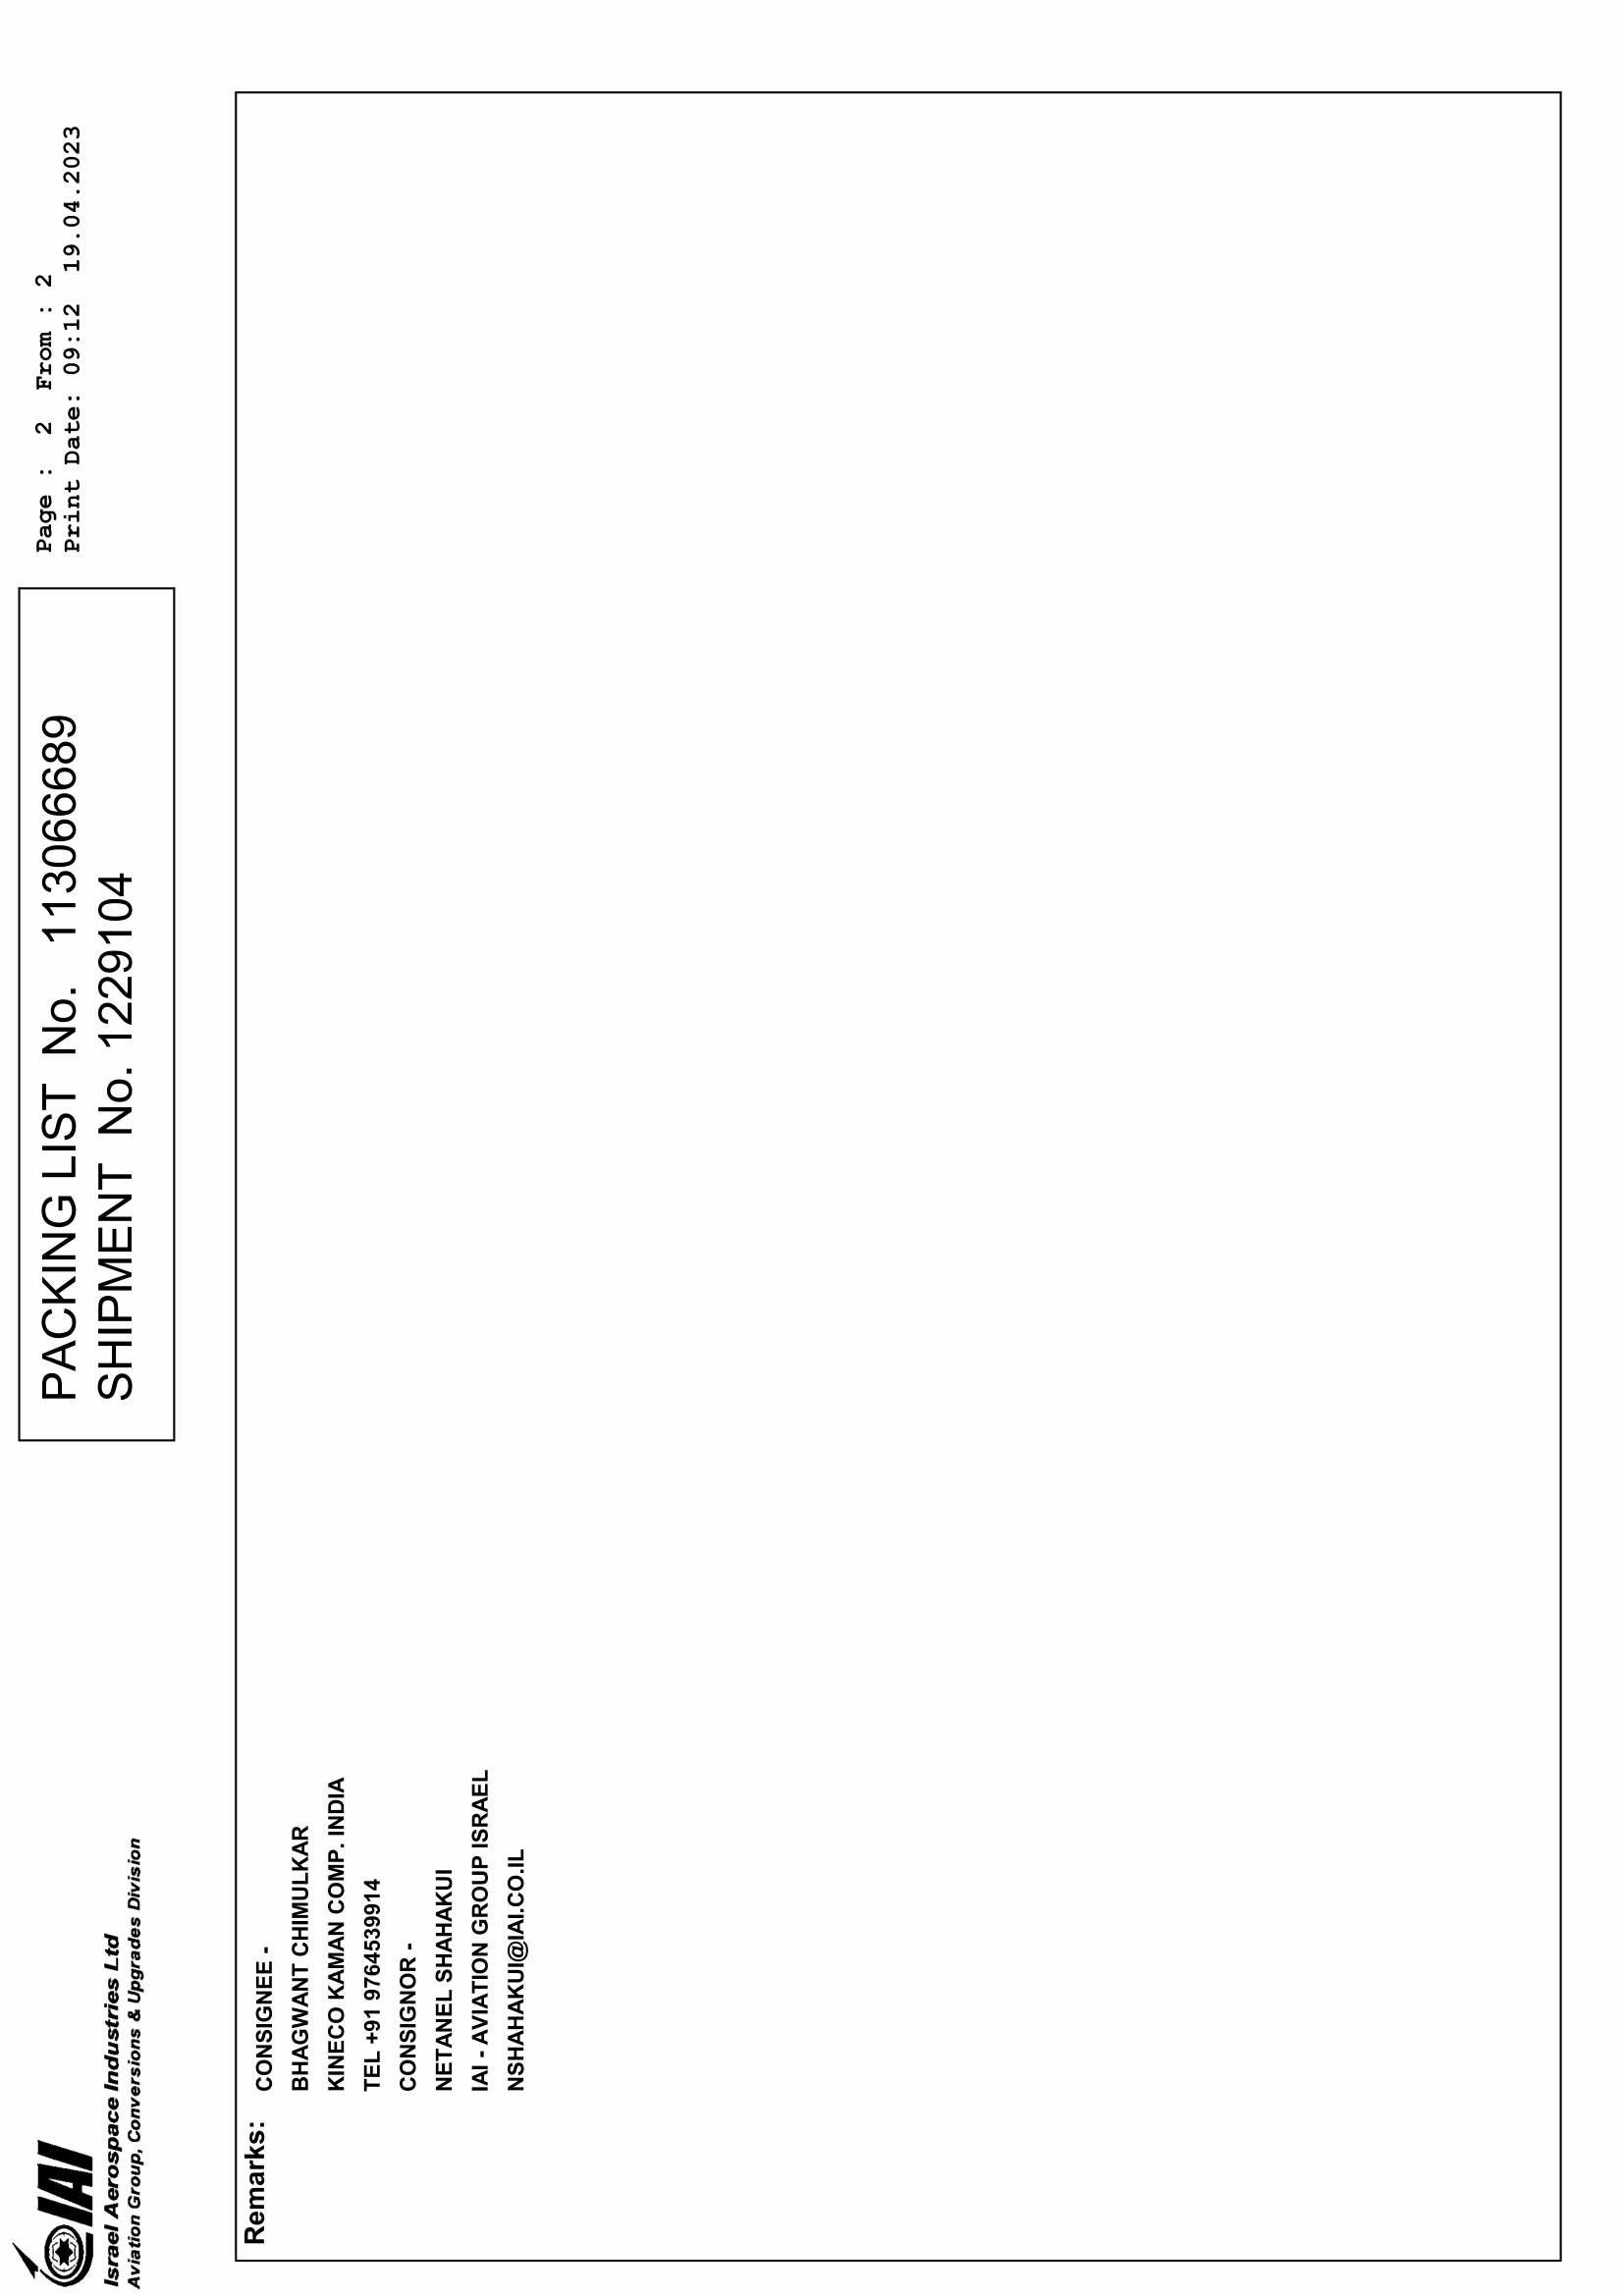 IAI
Israel Aerospace Industries Ltd
Aviation Group, Conversions & Upgrades Division
PACKING LIST  No.  113066689
SHIPMENT  No. 1229104
Page :  2  From : 2
Print Date: 09:12  19.04.2023
Remarks:
CONSIGNEE -
BHAGWANT CHIMULKAR
KINECO KAMAN COMP. INDIA
TEL +91 9764539914
CONSIGNOR -
NETANEL SHAHAKUI
IAI - AVIATION GROUP ISRAEL
NSHAHAKUI@IAI.CO.IL